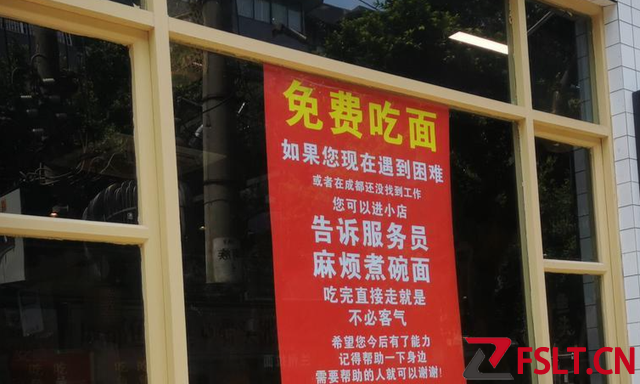 免费吃面
如果您现在遇到困难
或者在成都还没找到工作
您可以进小店
告诉服务员
麻烦煮碗面
吃完直接走就是
不必客气
希望您今后有了能力
记得帮助一下身边
需要帮助的人就可以谢谢!
FSLT.CN